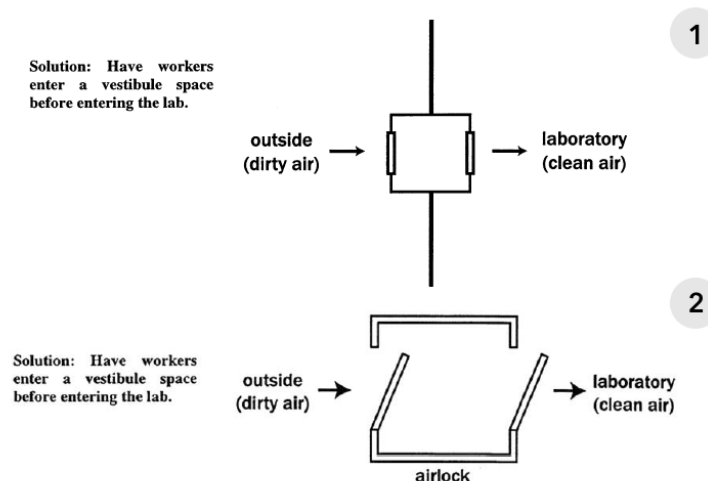 1
Solution: Have workers
enter a vestibule space
before entering the lab.
outside
(dirty air)
laboratory
(clean air)
2
Solution: Have workers
enter a vestibule space
before entering the lab.
outside
(dirty air)
laboratory
(clean air)
airlock